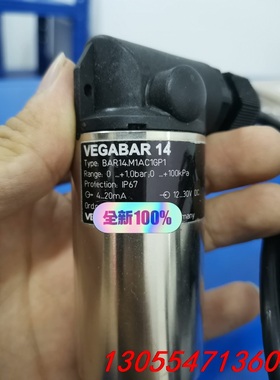 VEGABAR 14
Type: BAR14.M1AC1GP1
Range: 0 ...+1,0bar;0 ...+100kPa
Protection: IP67
4...20mA 12...30V DC
全新100%
13055471360